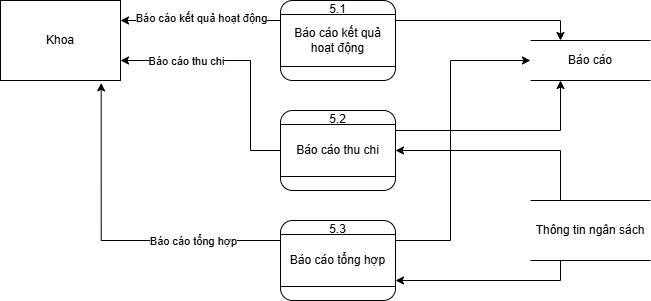 5.1
Báo cáo kết quả hoạt động
Khoa
Báo cáo kết quả
hoạt động
Báo cáo
Báo cáo thu chi
5.2
Báo cáo thu chi
5.3
Thông tin ngân sách
Báo cáo tổng hợp
Báo cáo tổng hợp